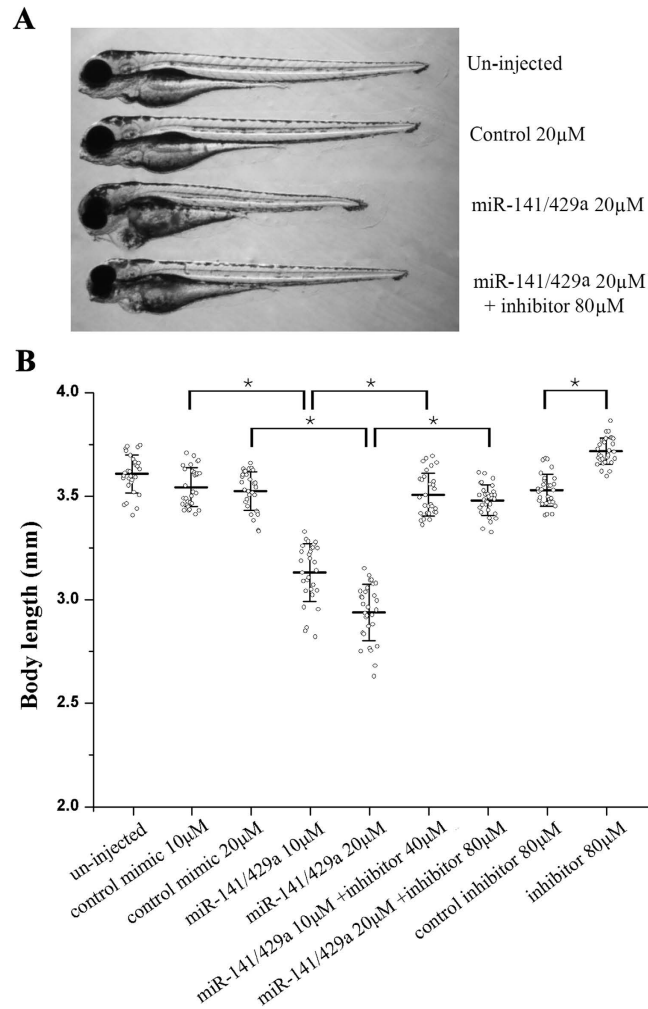 A
Un-injected
Control 20µM
miR-141/429a 20µM
miR-141/429a 20µM
+ inhibitor 80µM
B
4.0
3.5
3.0
2.5
2.0
Body length (mm)
*
*
*
*
*
un-injected
control mimic 10µM
control mimic 20µM
miR-141/429a 10µM
miR-141/429a 20µM
miR-141/429a 10µM +inhibitor 40µM
miR-141/429a 20µM +inhibitor 80µM
control inhibitor 80µM
inhibitor 80µM